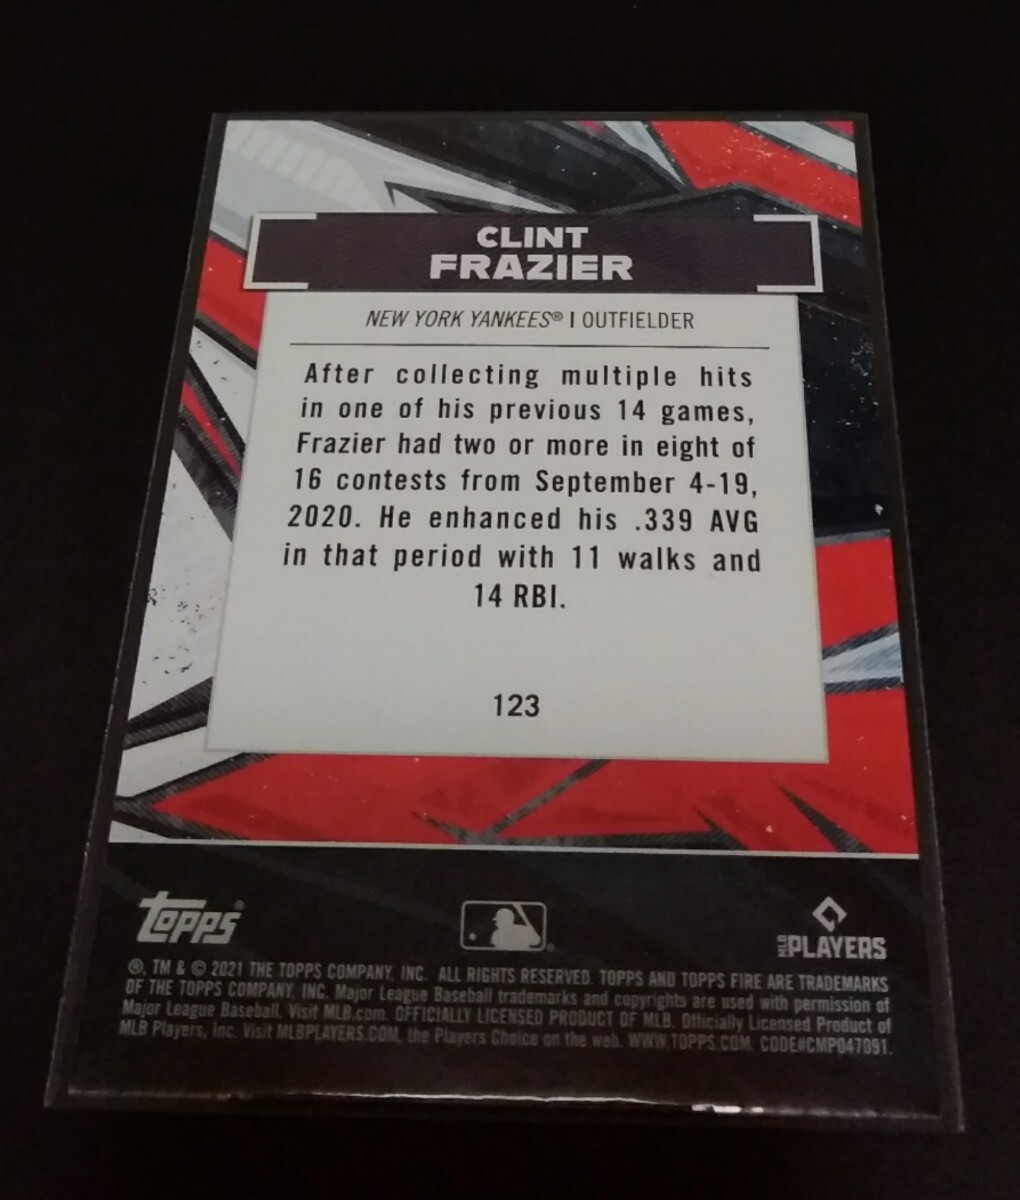 CLINT
FRAZIER
NEW YORK YANKEES® | OUTFIELDER
After collecting multiple hits
in one of his previous 14 games,
Frazier had two or more in eight of
16 contests from September 4-19,
2020. He enhanced his .339 AVG
in that period with 11 walks and
14 RBI.
123
TOPPS®
MLB PLAYERS
®, TM & © 2021 THE TOPPS COMPANY, INC. ALL RIGHTS RESERVED. TOPPS AND TOPPS FIRE ARE TRADEMARKS
OF THE TOPPS COMPANY, INC. Major League Baseball trademarks and copyrights are used with permission of
Major League Baseball. Visit MLB.com. OFFICIALLY LICENSED PRODUCT OF MLB. Officially Licensed Product of
MLB Players, Inc. Visit MLBPLAYERS.COM, the Players Choice on the web. WWW.TOPPS.COM. CODE#CMP047091.